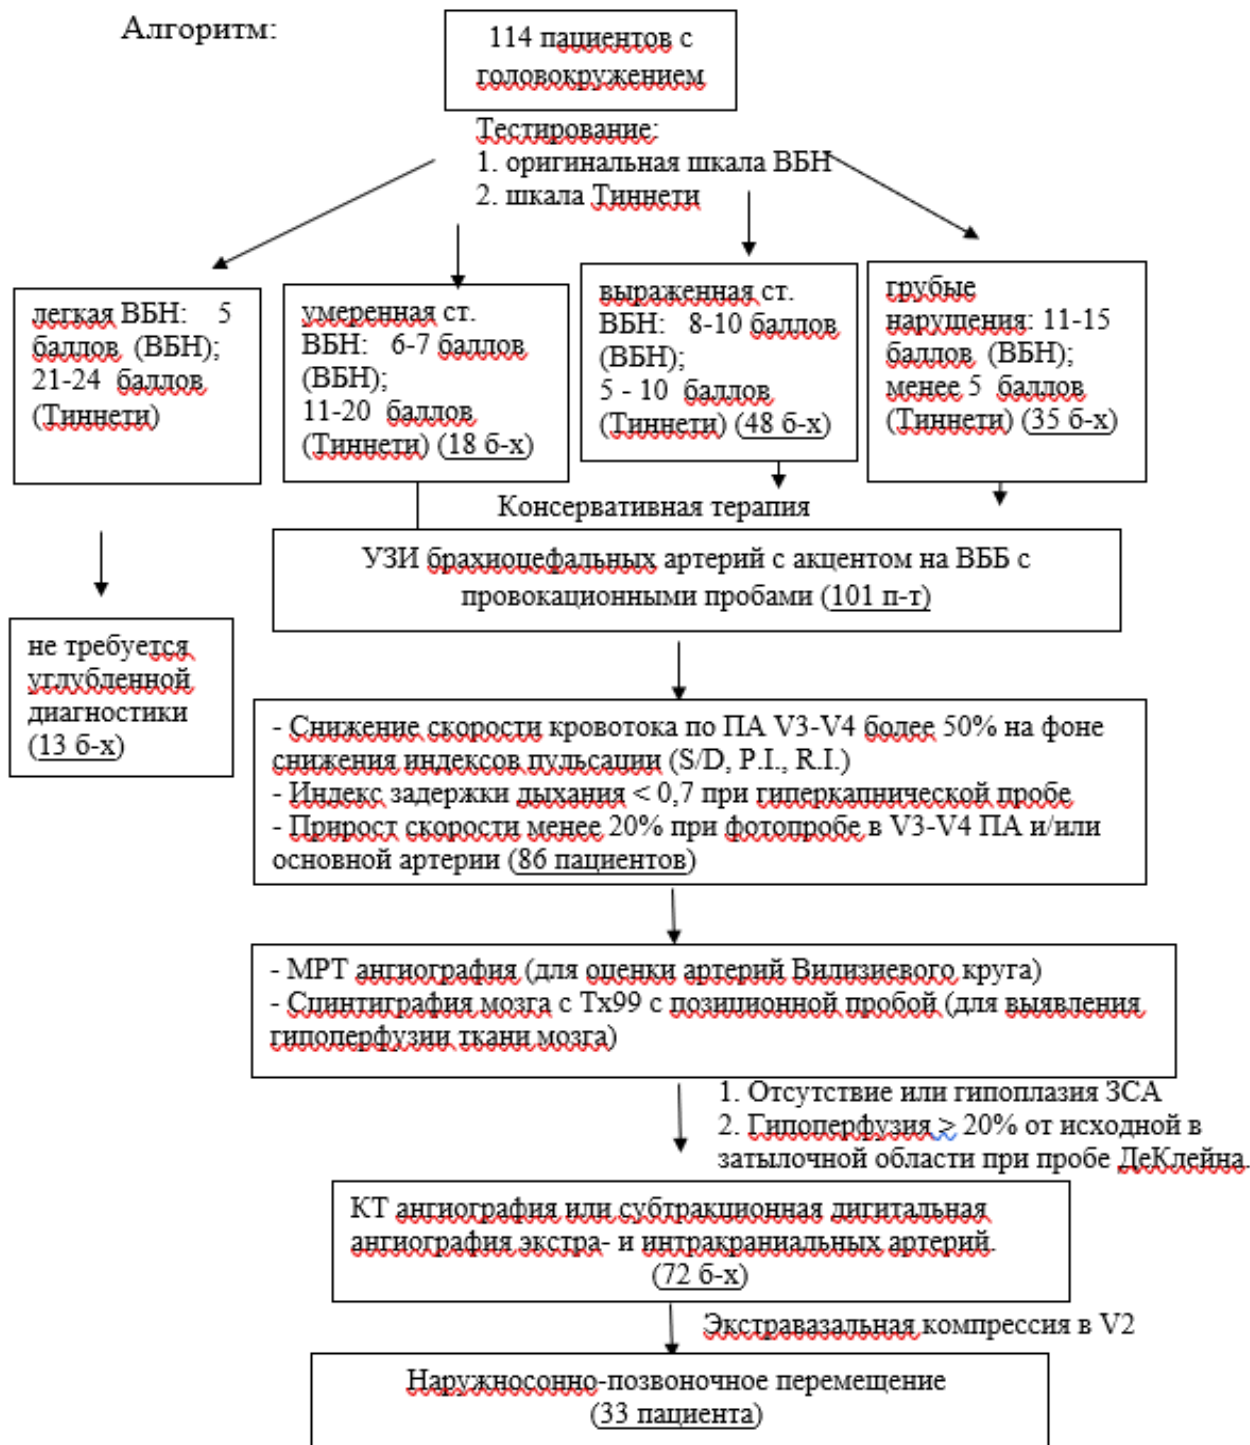 Алгоритм:
114 пациентов с
головокружением
Тестирование:
1. оригинальная шкала ВБН
2. шкала Тиннети
легкая ВБН: 5
баллов (ВБН);
21-24 баллов
(Тиннети)
умеренная ст.
ВБН: 6-7 баллов
(ВБН);
11-20 баллов
(Тиннети) (18 б-х)
выраженная ст.
ВБН: 8-10 баллов
(ВБН);
5 - 10 баллов
(Тиннети) (48 б-х)
грубые
нарушения: 11-15
баллов (ВБН);
менее 5 баллов
(Тиннети) (35 б-х)
Консервативная терапия
УЗИ брахиоцефальных артерий с акцентом на ВББ с
провокационными пробами (101 п-т)
не требуется
углубленной
диагностики
(13 б-х)
- Снижение скорости кровотока по ПА V3-V4 более 50% на фоне
снижения индексов пульсации (S/D, P.I., R.I.)
- Индекс задержки дыхания < 0,7 при гиперкапнической пробе
- Прирост скорости менее 20% при фотопробе в V3-V4 ПА и/или
основной артерии (86 пациентов)
- МРТ ангиография (для оценки артерий Вилизиевого круга)
- Сцинтиграфия мозга с Тх99 с позиционной пробой (для выявления
гипоперфузии ткани мозга)
1. Отсутствие или гипоплазия ЗСА
2. Гипоперфузия > 20% от исходной в
затылочной области при пробе ДеКлейна.
КТ ангиография или субтракционная дигитальная
ангиография экстра- и интракраниальных артерий.
(72 б-х)
Экстравазальная компрессия в V2
Наружносонно-позвоночное перемещение
(33 пациента)